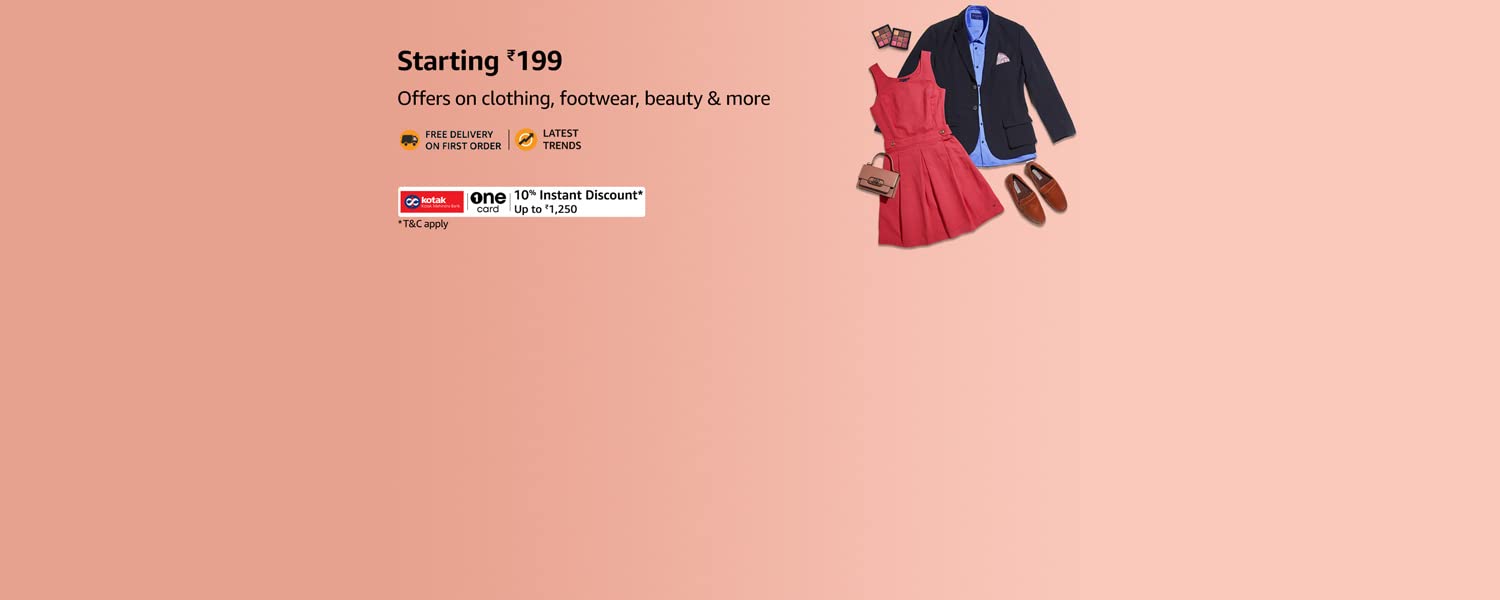 Starting ₹199
Offers on clothing, footwear, beauty & more
FREE DELIVERY
ON FIRST ORDER
LATEST
TRENDS
kotak
Kotak Mahindra Bank
one
card
10% Instant Discount*
Up to ₹1,250
*T&C apply